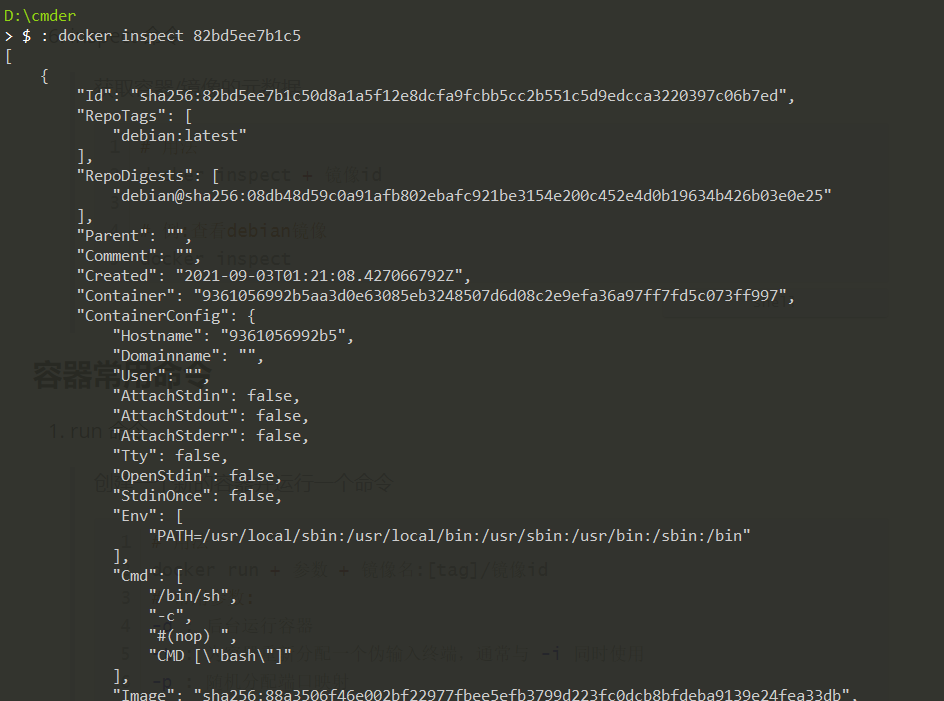 D:\cmder
> $ : docker inspect 82bd5ee7b1c5
[
    {
        "Id": "sha256:82bd5ee7b1c50d8a1a5f12e8dcfa9fcbb5cc2b551c5d9edcca3220397c06b7ed",
        "RepoTags": [
            "debian:latest"
        ],
        "RepoDigests": [
            "debian@sha256:08db48d59c0a91afb802ebafc921be3154e200c452e4d0b19634b426b03e0e25"
        ],
        "Parent": "",
        "Comment": "",
        "Created": "2021-09-03T01:21:08.427066792Z",
        "Container": "9361056992b5aa3d0e63085eb3248507d6d08c2e9efa36a97ff7fd5c073ff997",
        "ContainerConfig": {
            "Hostname": "9361056992b5",
            "Domainname": "",
            "User": "",
            "AttachStdin": false,
            "AttachStdout": false,
            "AttachStderr": false,
            "Tty": false,
            "OpenStdin": false,
            "StdinOnce": false,
            "Env": [
                "PATH=/usr/local/sbin:/usr/local/bin:/usr/sbin:/usr/bin:/sbin:/bin"
            ],
            "Cmd": [
                "/bin/sh",
                "-c",
                "#(nop) ",
                "CMD [\"bash\"]"
            ],
            "Image": "sha256:88a3506f46e002bf22977fbee5efb3799d223fc0dcb8bfdeba9139e24fea33db",